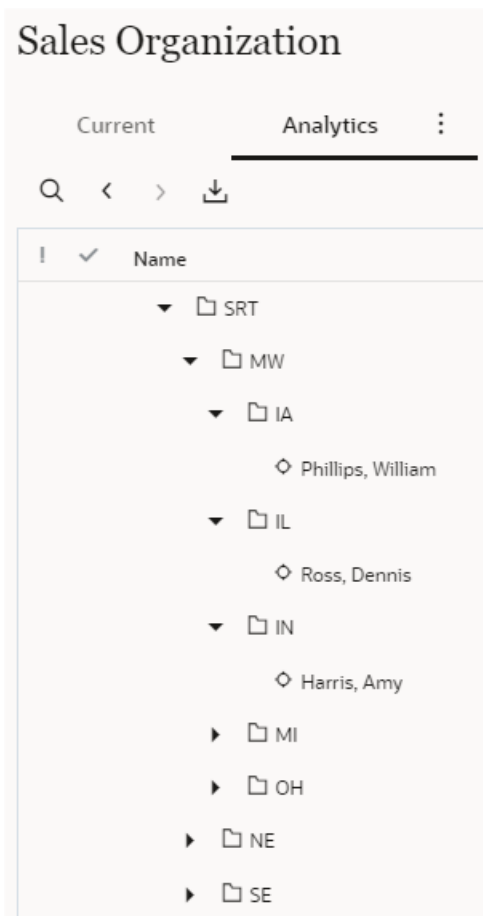 Sales Organization
Current Analytics
! Name
SRT
MW
IA
Phillips, William
IL
Ross, Dennis
IN
Harris, Amy
MI
OH
NE
SE